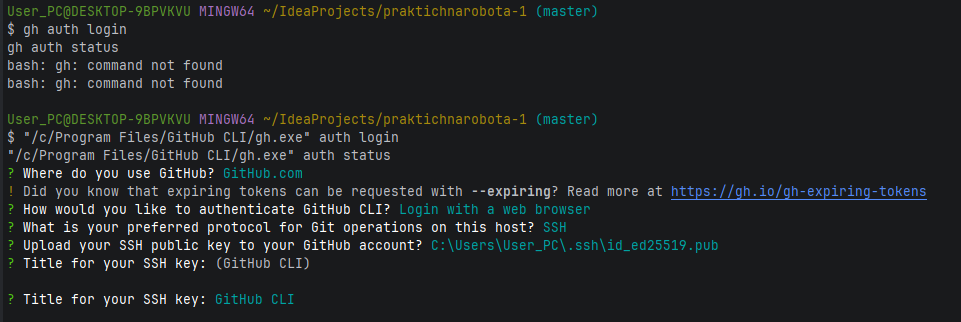 User_PC@DESKTOP-9BPVKVU MINGW64 ~/IdeaProjects/praktichnarobota-1 (master)
$ gh auth login
gh auth status
bash: gh: command not found
bash: gh: command not found
User_PC@DESKTOP-9BPVKVU MINGW64 ~/IdeaProjects/praktichnarobota-1 (master)
$ "/c/Program Files/GitHub CLI/gh.exe" auth login
"/c/Program Files/GitHub CLI/gh.exe" auth status
? Where do you use GitHub? GitHub.com
! Did you know that expiring tokens can be requested with --expiring? Read more at https://gh.io/gh-expiring-tokens
? How would you like to authenticate GitHub CLI? Login with a web browser
? What is your preferred protocol for Git operations on this host? SSH
? Upload your SSH public key to your GitHub account? C:\Users\User_PC\.ssh\id_ed25519.pub
? Title for your SSH key: (GitHub CLI)
? Title for your SSH key: GitHub CLI